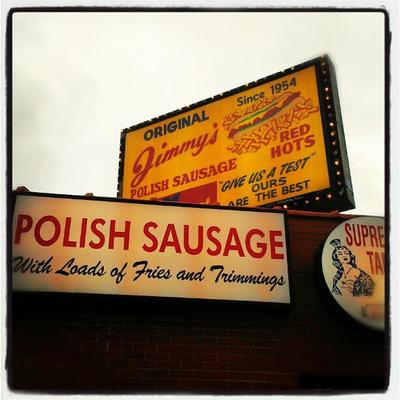 ORIGINAL
Since 1954
Jimmy's
RED
HOTS
POLISH SAUSAGE
"GIVE US A TEST"
OURS
ARE THE BEST
POLISH SAUSAGE
With Loads of Fries and Trimmings
SUPRE
TA